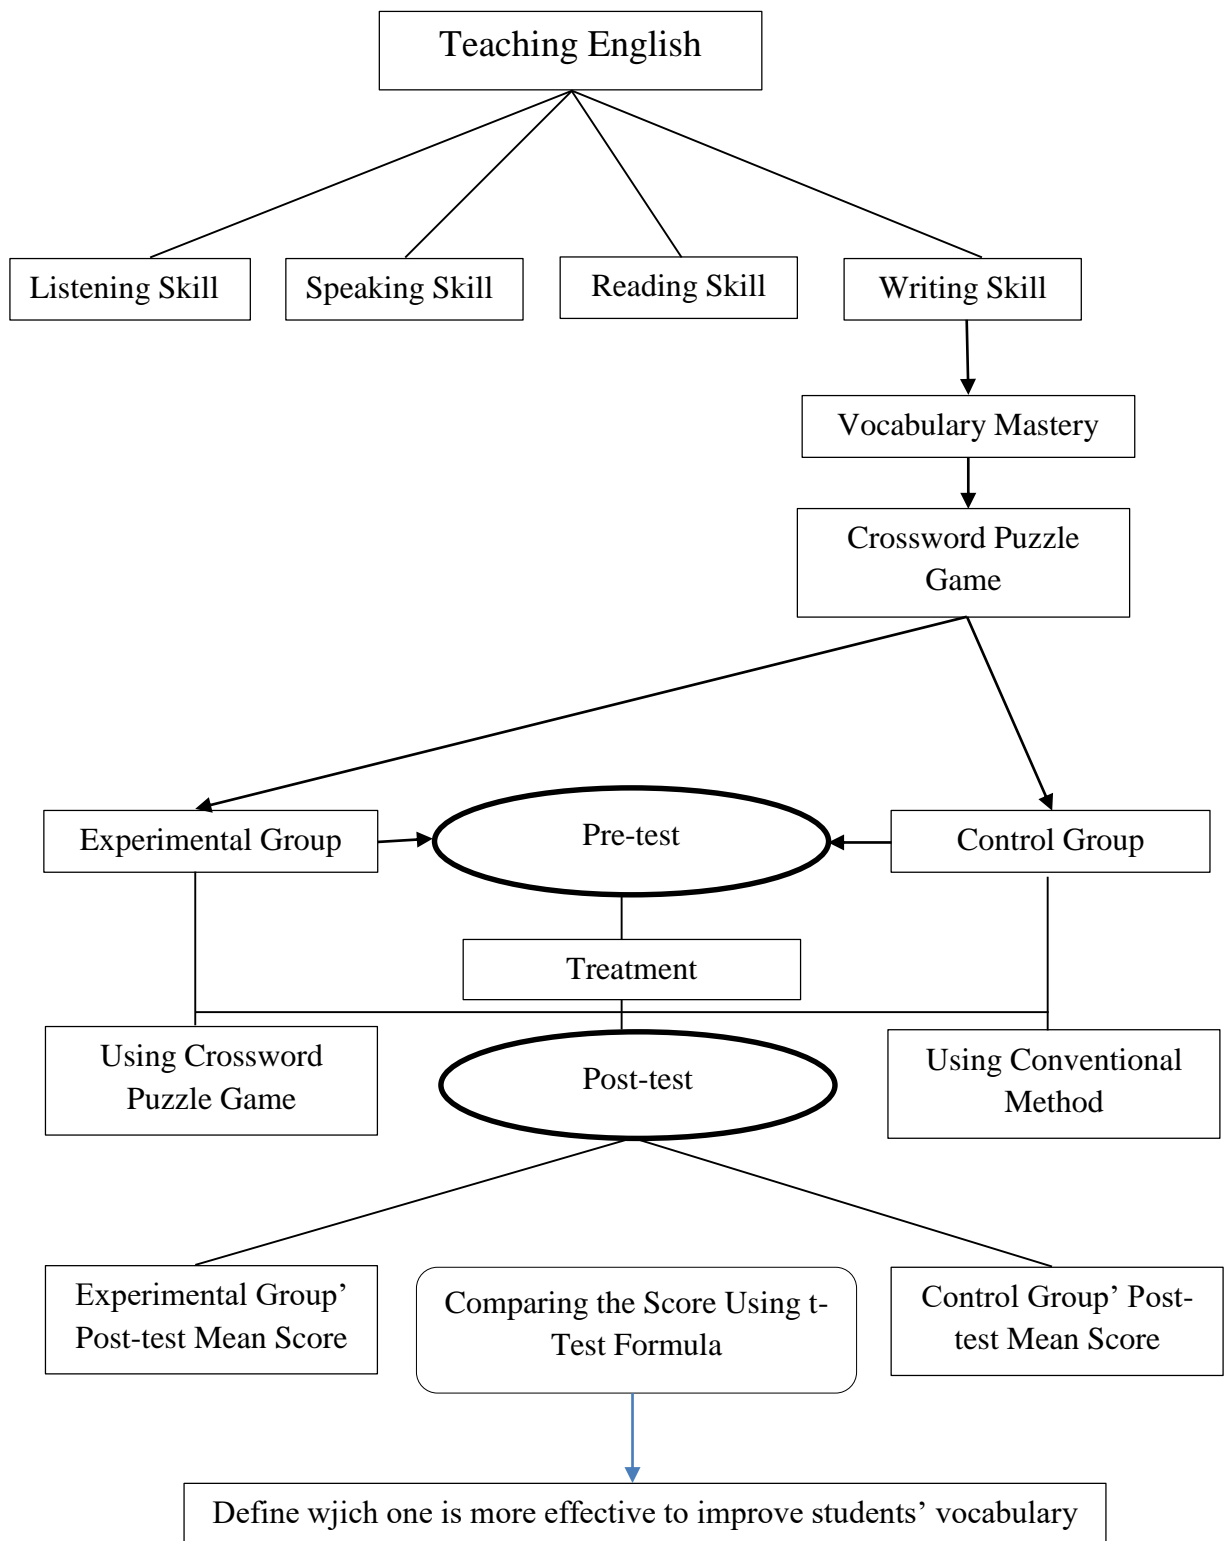 Teaching English
Listening Skill
Speaking Skill
Reading Skill
Writing Skill
Vocabulary Mastery
Crossword Puzzle
Game
Experimental Group
Pre-test
Control Group
Treatment
Using Crossword
Puzzle Game
Post-test
Using Conventional
Method
Experimental Group’
Post-test Mean Score
Comparing the Score Using t-
Test Formula
Control Group’ Post-
test Mean Score
Define wjich one is more effective to improve students’ vocabulary